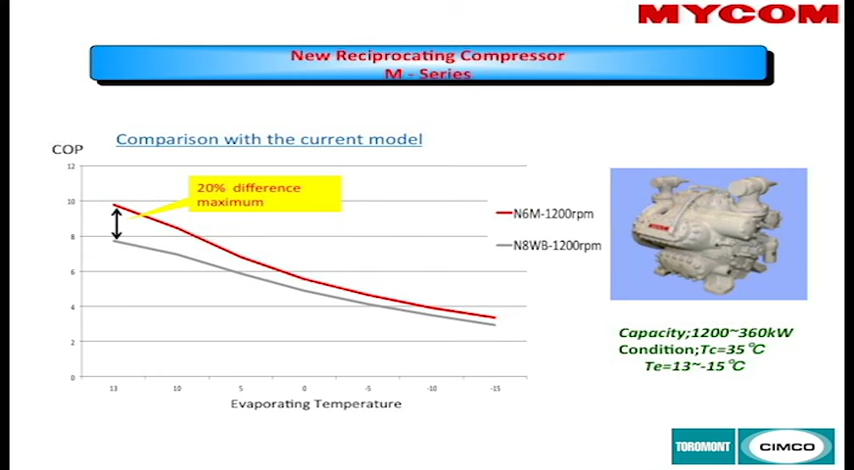 MYCOM
New Reciprocating Compressor
M - Series
Comparison with the current model
COP
12
10
8
6
4
2
0
20% difference
maximum
N6M-1200rpm
N8WB-1200rpm
13
10
5
0
-5
-10
-15
Evaporating Temperature
MYCOM
Capacity;1200~360kW
Condition;Tc=35℃
Te=13~-15℃
TOROMONT
CIMCO